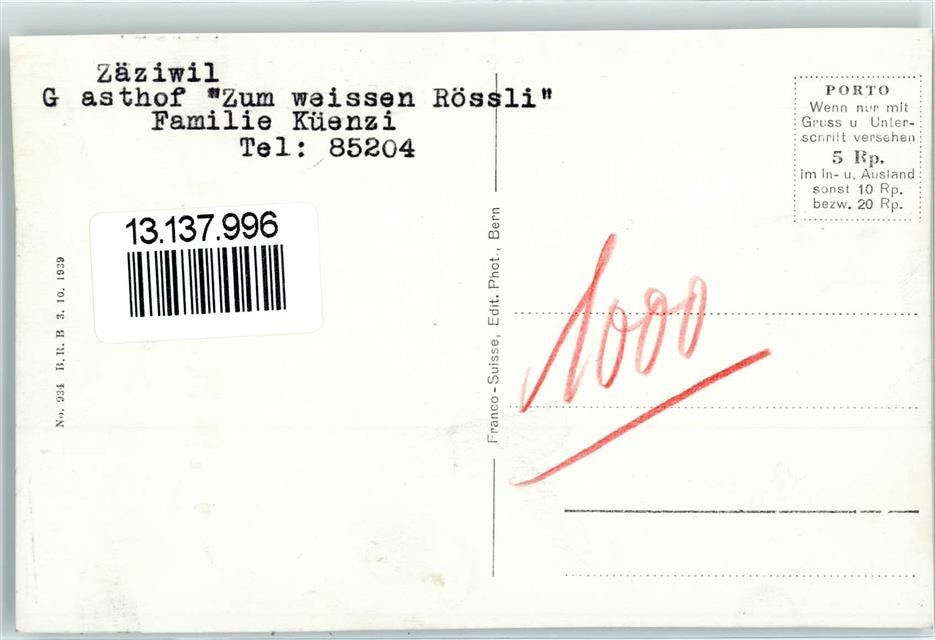 Zäziwil
G asthof "Zum weissen Rössli"
Familie Küenzi
Tel: 85204
13.137.996
No. 934 B.R.B 3. 10. 1939
Franco-Suisse, Edit. Phot., Bern
PORTO
Wenn nur mit
Gruss u Unter-
schrift versehen
5 Rp.
im In- u. Ausland
sonst 10 Rp.
bezw. 20 Rp.
1000